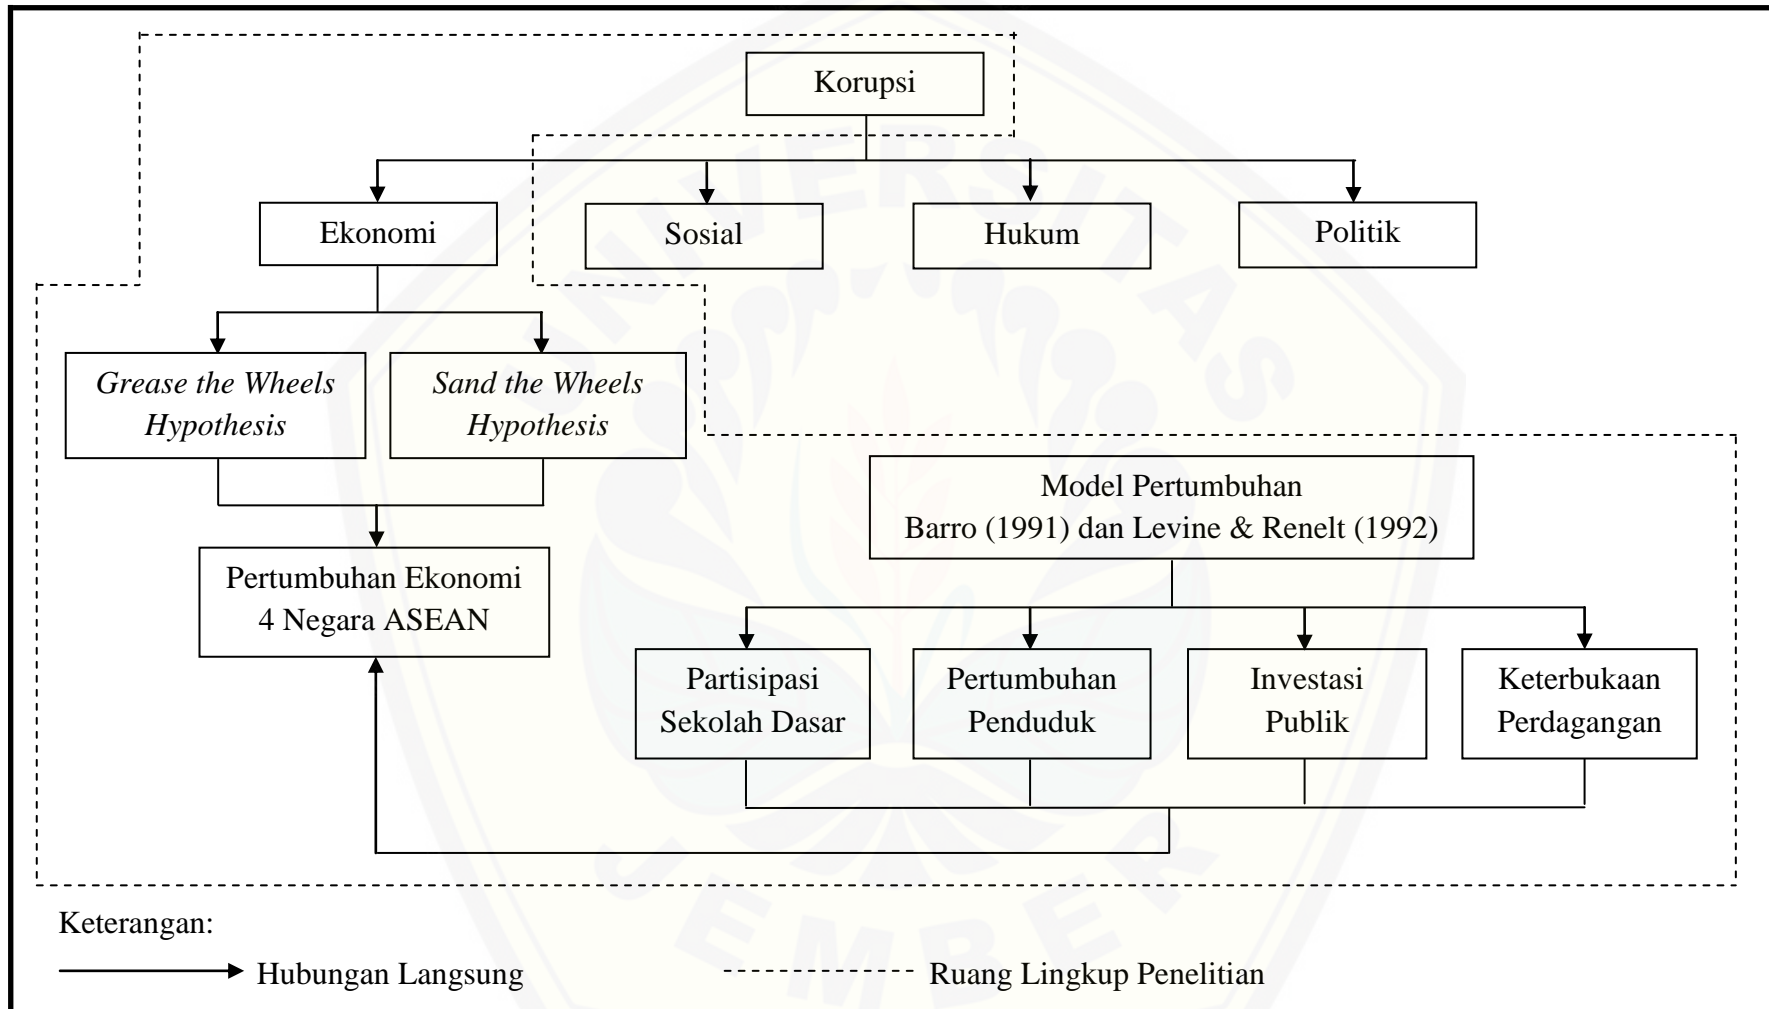 Korupsi
Ekonomi
Sosial
Hukum
Politik
Grease the Wheels
Hypothesis
Sand the Wheels
Hypothesis
Model Pertumbuhan
Barro (1991) dan Levine & Renelt (1992)
Pertumbuhan Ekonomi
4 Negara ASEAN
Partisipasi
Sekolah Dasar
Pertumbuhan
Penduduk
Investasi
Publik
Keterbukaan
Perdagangan
Keterangan:
Hubungan Langsung
Ruang Lingkup Penelitian
UNIVERSITAS
JEMBER